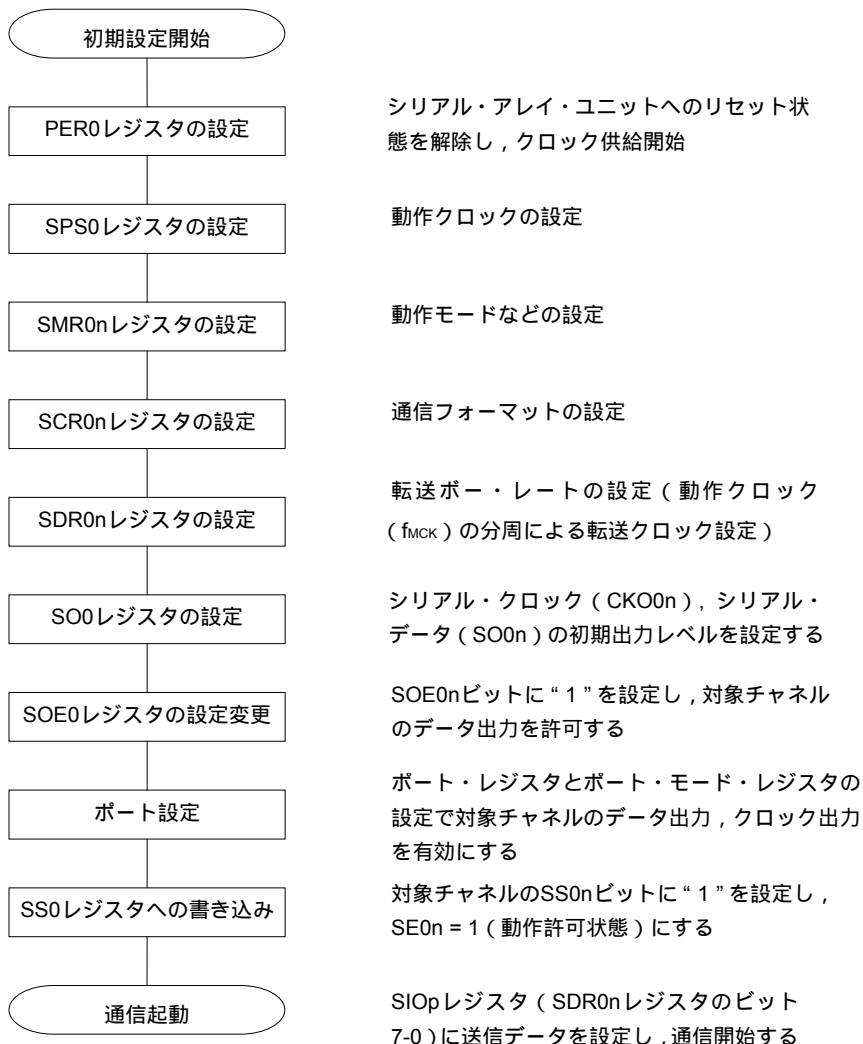 初期設定開始
PER0レジスタの設定
シリアル・アレイ・ユニットへのリセット状
態を解除し，クロック供給開始
SPS0レジスタの設定
動作クロックの設定
SMR0nレジスタの設定
動作モードなどの設定
SCR0nレジスタの設定
通信フォーマットの設定
SDR0nレジスタの設定
転送ボー・レートの設定（動作クロック
（fMCK）の分周による転送クロック設定）
SO0レジスタの設定
シリアル・クロック（CKO0n）, シリアル・
データ（SO0n）の初期出力レベルを設定する
SOE0レジスタの設定変更
SOE0nビットに“1”を設定し，対象チャネル
のデータ出力を許可する
ポート設定
ポート・レジスタとポート・モード・レジスタの
設定で対象チャネルのデータ出力，クロック出力
を有効にする
SS0レジスタへの書き込み
対象チャネルのSS0nビットに“1”を設定し，
SE0n = 1（動作許可状態）にする
通信起動
SIOpレジスタ（SDR0nレジスタのビット
7-0）に送信データを設定し，通信開始する